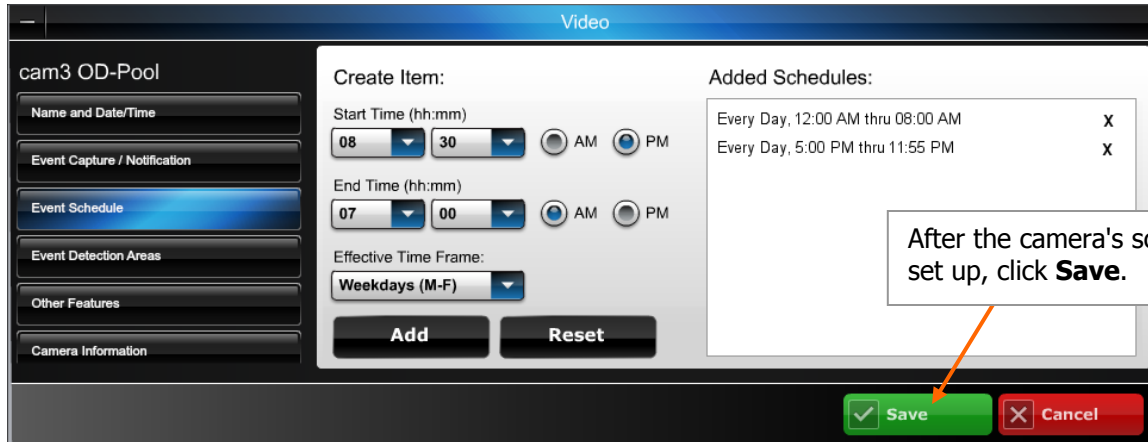 Video
cam3 OD-Pool
Name and Date/Time
Event Capture / Notification
Event Schedule
Event Detection Areas
Other Features
Camera Information
Create Item:
Start Time (hh:mm)
08 30 AM PM
End Time (hh:mm)
07 00 AM PM
Effective Time Frame:
Weekdays (M-F)
Add Reset
Added Schedules:
Every Day, 12:00 AM thru 08:00 AM X
Every Day, 5:00 PM thru 11:55 PM X
After the camera's
set up, click Save.
Save Cancel